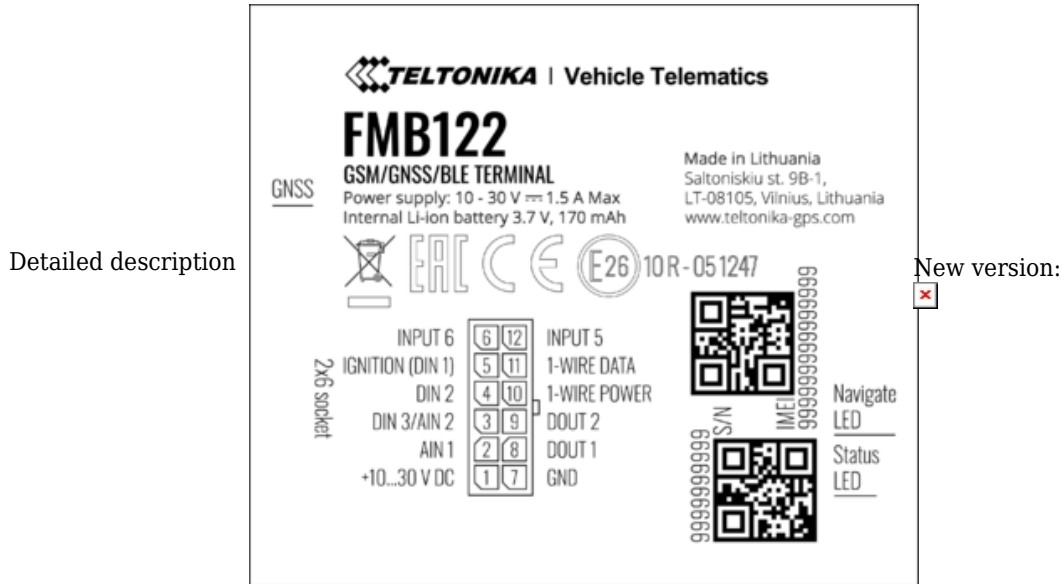 Detailed description
TELTONIKA | Vehicle Telematics
FMB122
GSM/GNSS/BLE TERMINAL
Power supply: 10 - 30 V ⎓ 1.5 A Max
Internal Li-ion battery 3.7 V, 170 mAh
Made in Lithuania
Saltoniskiu st. 9B-1,
LT-08105, Vilnius, Lithuania
www.teltonika-gps.com
GNSS
EAC CE E26 10 R - 051247
2x6 socket
INPUT 6 6 12 INPUT 5
IGNITION (DIN 1) 5 11 1-WIRE DATA
DIN 2 4 10 1-WIRE POWER
DIN 3/AIN 2 3 9 DOUT 2
AIN 1 2 8 DOUT 1
+10...30 V DC 1 7 GND
S/N
IMEI
Navigate
LED
Status
LED
New version: